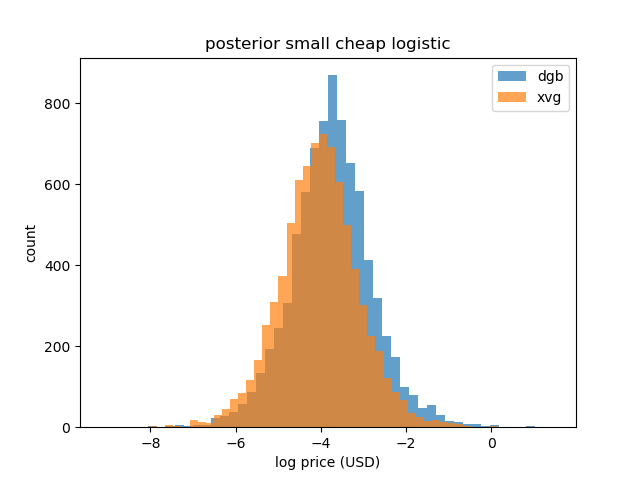 posterior small cheap logistic
dgb
xvg
800
600
400
200
0
count
−8
−6
−4
−2
0
log price (USD)